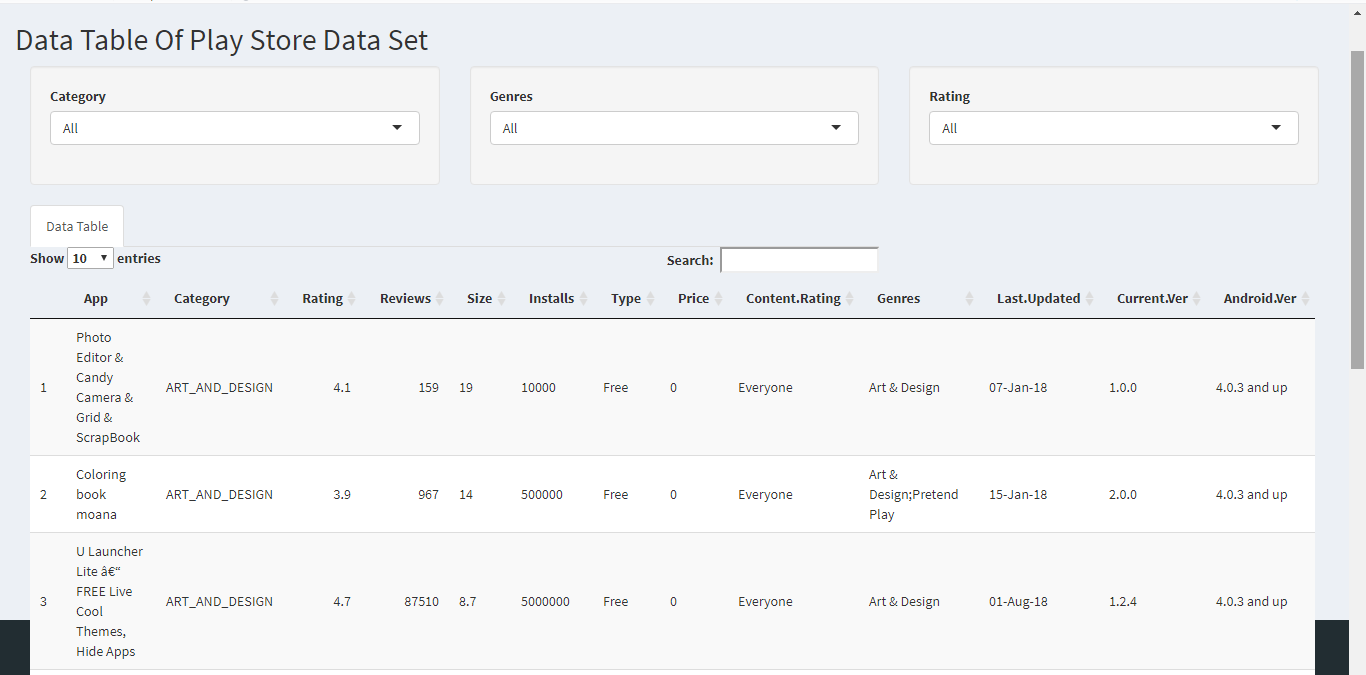 Data Table Of Play Store Data Set
Category Genres Rating
All All All
Data Table
Show 10 entries Search:
App Category Rating Reviews Size Installs Type Price Content.Rating Genres Last.Updated Current.Ver Android.Ver
1 Photo Editor & Candy Camera & Grid & ScrapBook ART_AND_DESIGN 4.1 159 19 10000 Free 0 Everyone Art & Design 07-Jan-18 1.0.0 4.0.3 and up
2 Coloring book moana ART_AND_DESIGN 3.9 967 14 500000 Free 0 Everyone Art & Design;Pretend Play 15-Jan-18 2.0.0 4.0.3 and up
3 U Launcher Lite â€“ FREE Live Cool Themes, Hide Apps ART_AND_DESIGN 4.7 87510 8.7 5000000 Free 0 Everyone Art & Design 01-Aug-18 1.2.4 4.0.3 and up